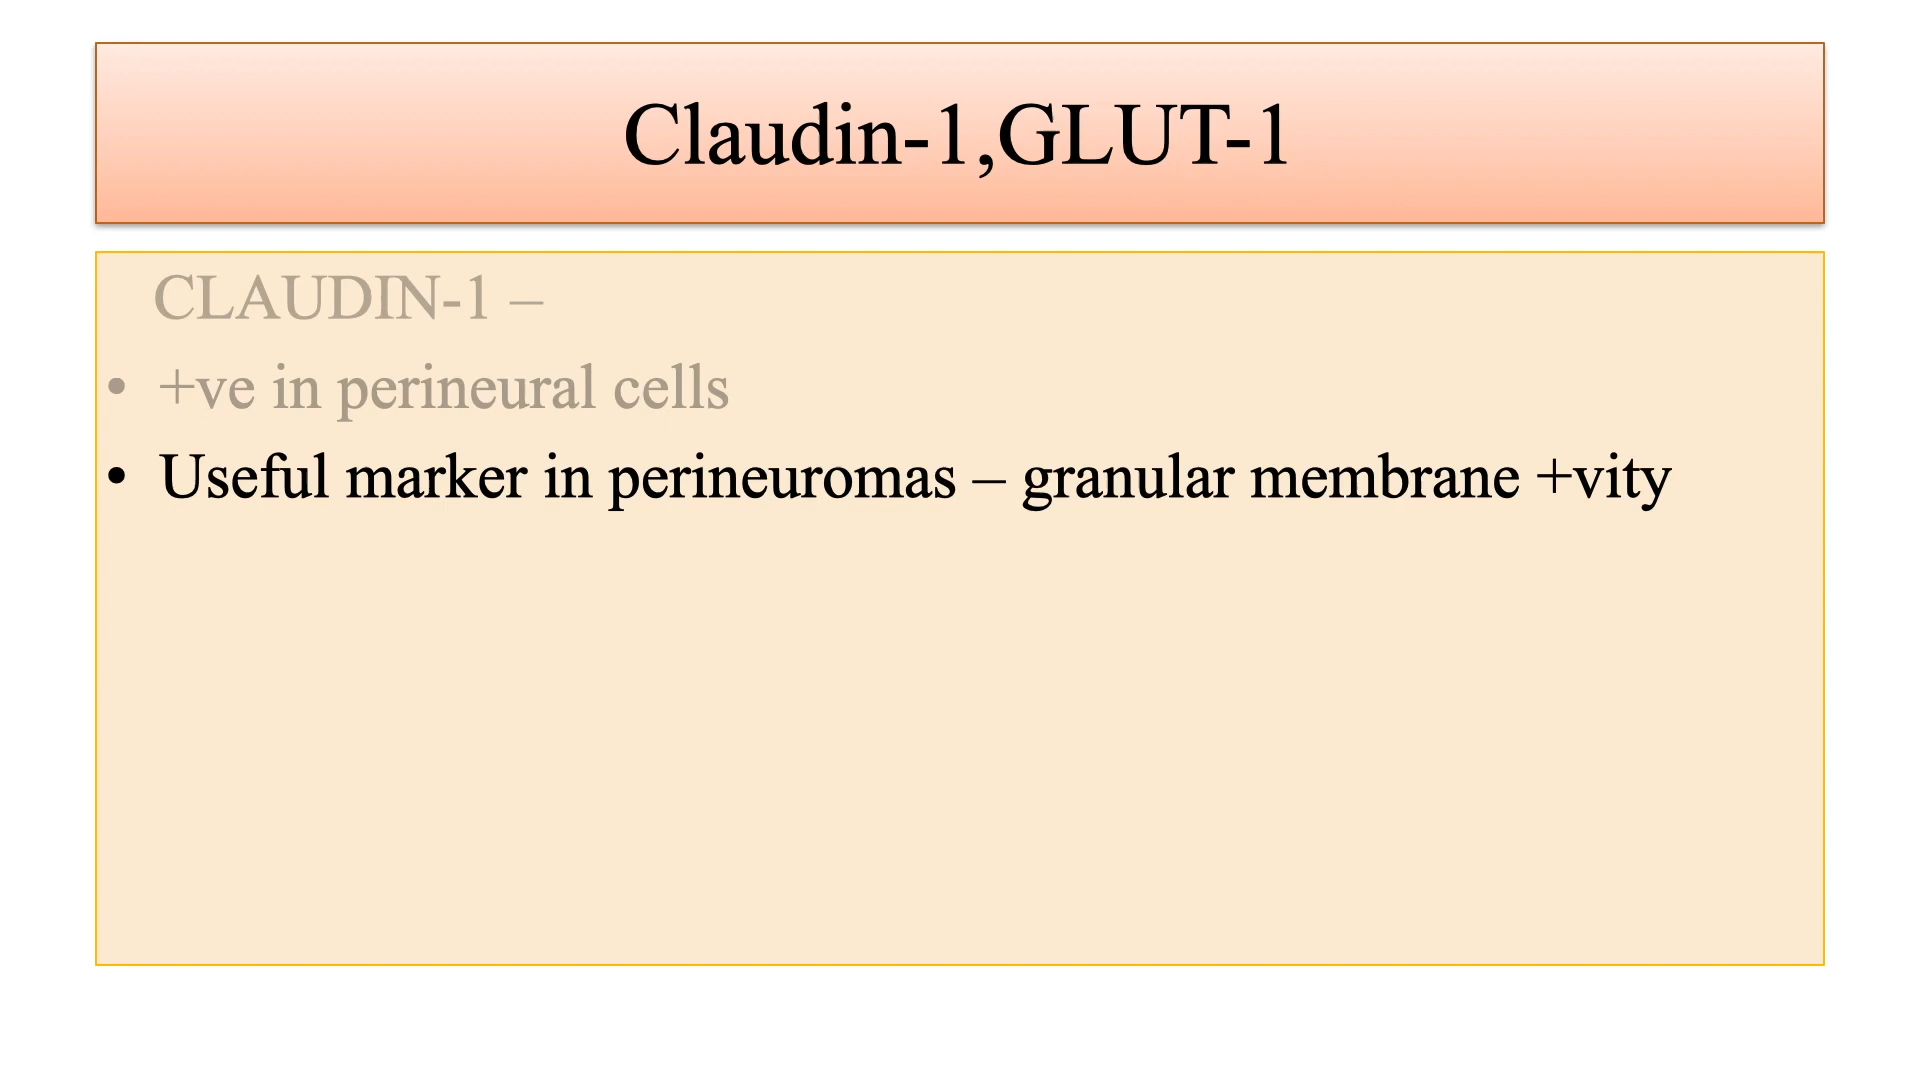 Claudin-1,GLUT-1
CLAUDIN-1 –
• +ve in perineural cells
• Useful marker in perineuromas – granular membrane +vity